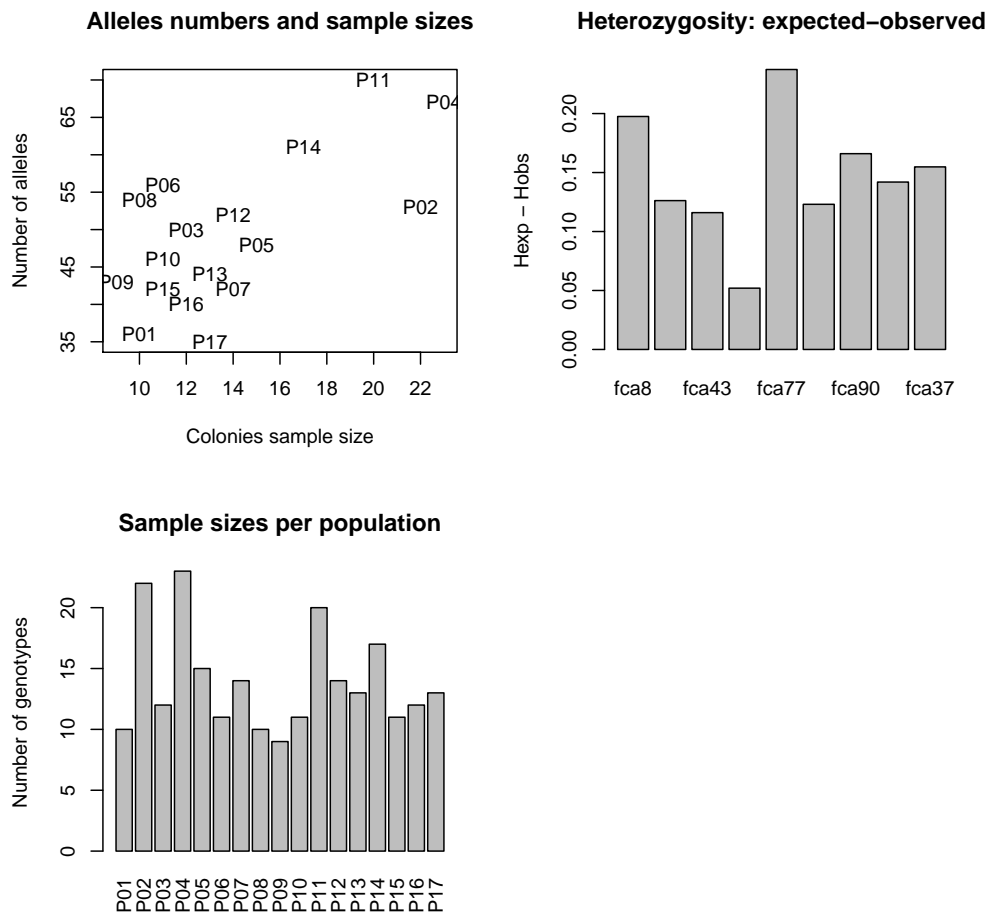 Alleles numbers and sample sizes
Number of alleles
65
55
45
35
P11
P04
P14
P06
P08
P02
P12
P03
P05
P10
P13
P09
P15
P07
P16
P01
P17
10 12 14 16 18 20 22
Colonies sample size
Heterozygosity: expected−observed
Hexp − Hobs
0.20
0.15
0.10
0.05
0.00
fca8 fca43 fca77 fca90 fca37
Sample sizes per population
Number of genotypes
20
15
10
5
0
P01 P02 P03 P04 P05 P06 P07 P08 P09 P10 P11 P12 P13 P14 P15 P16 P17